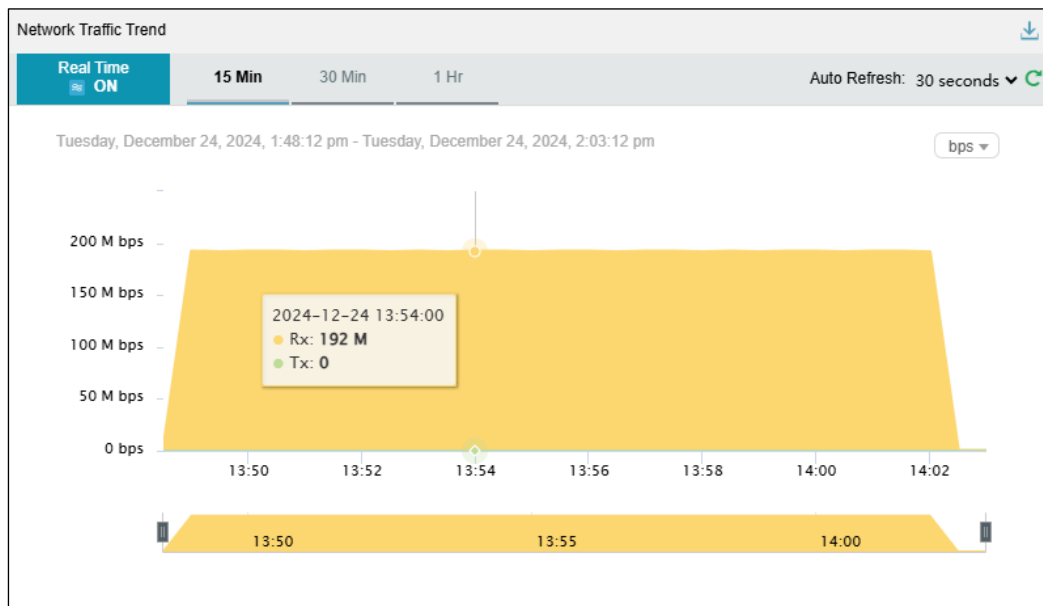 Network Traffic Trend
Real Time
ON
15 Min
30 Min
1 Hr
Auto Refresh: 30 seconds
Tuesday, December 24, 2024, 1:48:12 pm - Tuesday, December 24, 2024, 2:03:12 pm
bps
200 M bps
150 M bps
100 M bps
50 M bps
0 bps
2024-12-24 13:54:00
Rx: 192 M
Tx: 0
13:50 13:52 13:54 13:56 13:58 14:00 14:02
13:50 13:55 14:00